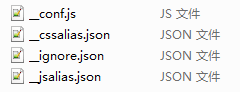 __conf.js JS 文件
__cssalias.json JSON 文件
__ignore.json JSON 文件
__jsalias.json JSON 文件